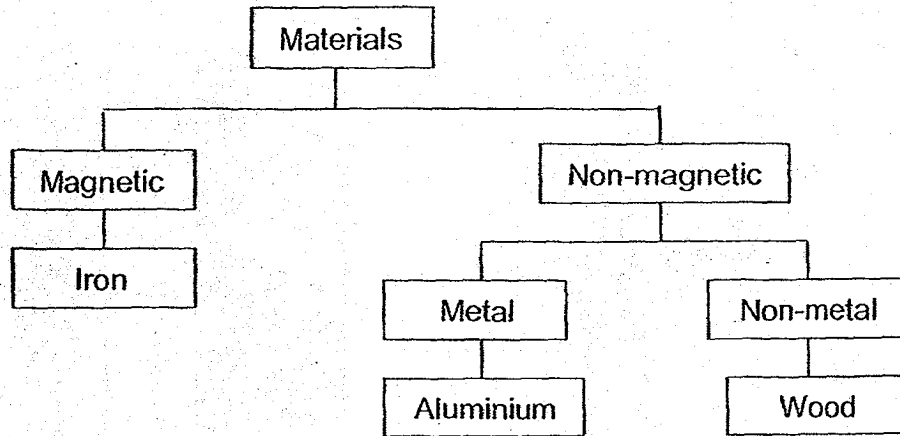 Materials
Magnetic
Non-magnetic
Iron
Metal
Non-metal
Aluminium
Wood